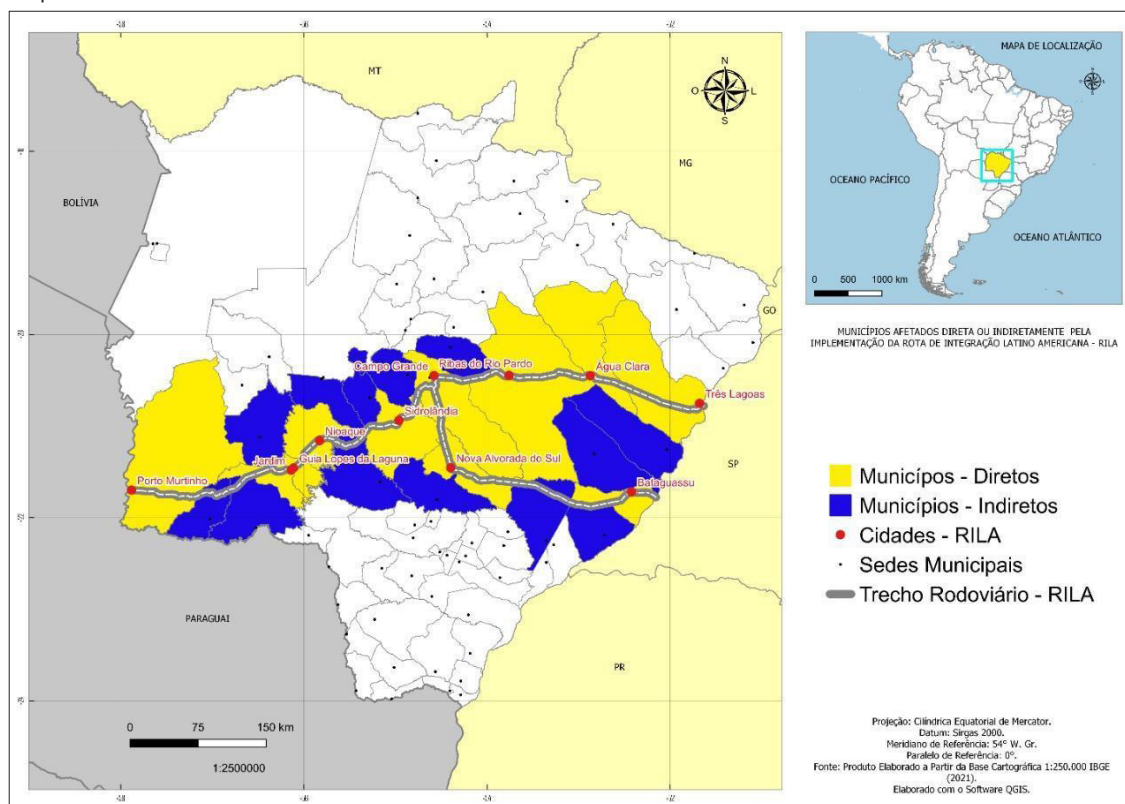 -58
-56
-54
-52
MT
MG
BOLÍVIA
GO
SP
PR
PARAGUAI
N
O
L
S
Campo Grande
Ribas do Rio Pardo
Água Clara
Três Lagoas
Sidrolândia
Nioaque
Jardim
Guia Lopes da Laguna
Nova Alvorada do Sul
Porto Murtinho
Bataguassu
-22
0 75 150 km
1:2500000
MAPA DE LOCALIZAÇÃO
OCEANO PACÍFICO
OCEANO ATLÂNTICO
0 500 1000 km
MUNICÍPIOS AFETADOS DIRETA OU INDIRETAMENTE PELA
IMPLEMENTAÇÃO DA ROTA DE INTEGRAÇÃO LATINO AMERICANA - RILA
Municípos - Diretos
Municípios - Indiretos
Cidades - RILA
Sedes Municipais
Trecho Rodoviário - RILA
Projeção: Cilíndrica Equatorial de Mercator.
Datum: Sirgas 2000.
Meridiano de Referência: 54° W. Gr.
Paralelo de Referência: 0°.
Fonte: Produto Elaborado a Partir da Base Cartográfica 1:250.000 IBGE
(2021).
Elaborado com o Software QGIS.